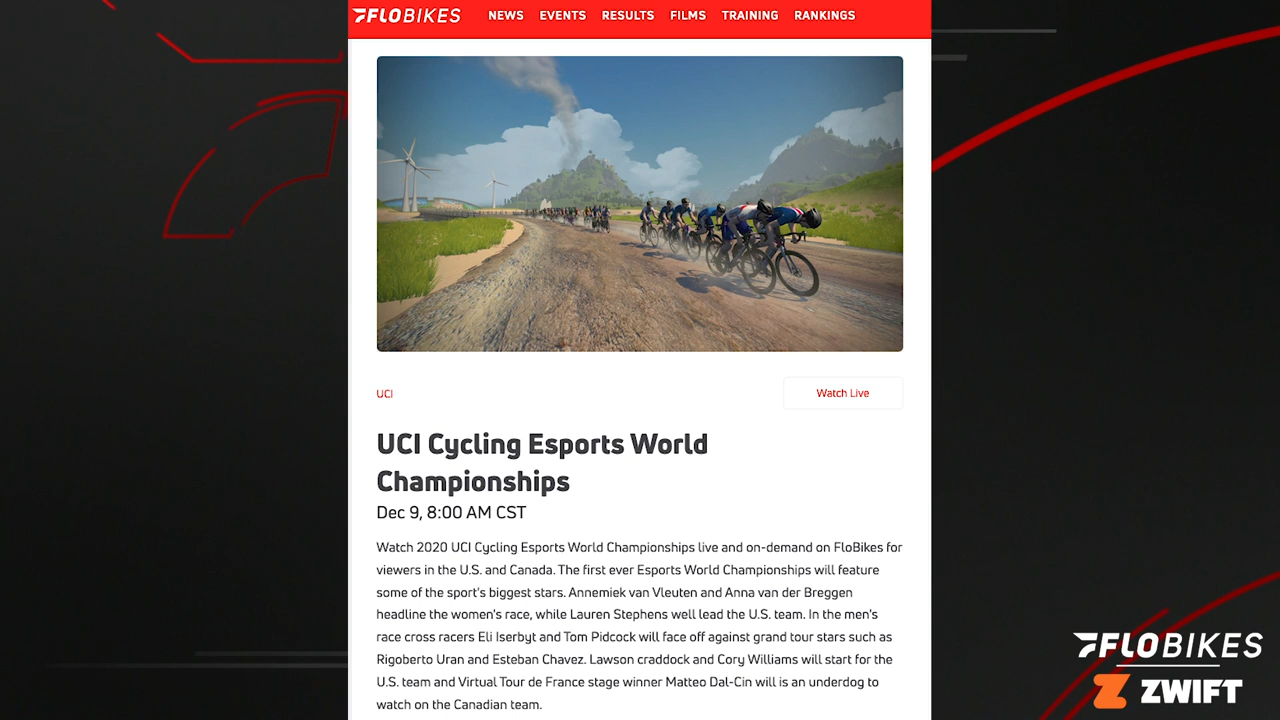 FLOBIKES NEWS EVENTS RESULTS FILMS TRAINING RANKINGS
UCI
Watch Live
UCI Cycling Esports World
Championships
Dec 9, 8:00 AM CST
Watch 2020 UCI Cycling Esports World Championships live and on-demand on FloBikes for
viewers in the U.S. and Canada. The first ever Esports World Championships will feature
some of the sport's biggest stars. Annemiek van Vleuten and Anna van der Breggen
headline the women's race, while Lauren Stephens well lead the U.S. team. In the men's
race cross racers Eli Iserbyt and Tom Pidcock will face off against grand tour stars such as
Rigoberto Uran and Esteban Chavez. Lawson craddock and Cory Williams will start for the
U.S. team and Virtual Tour de France stage winner Matteo Dal-Cin will is an underdog to
watch on the Canadian team.
FLOBIKES
ZWIFT